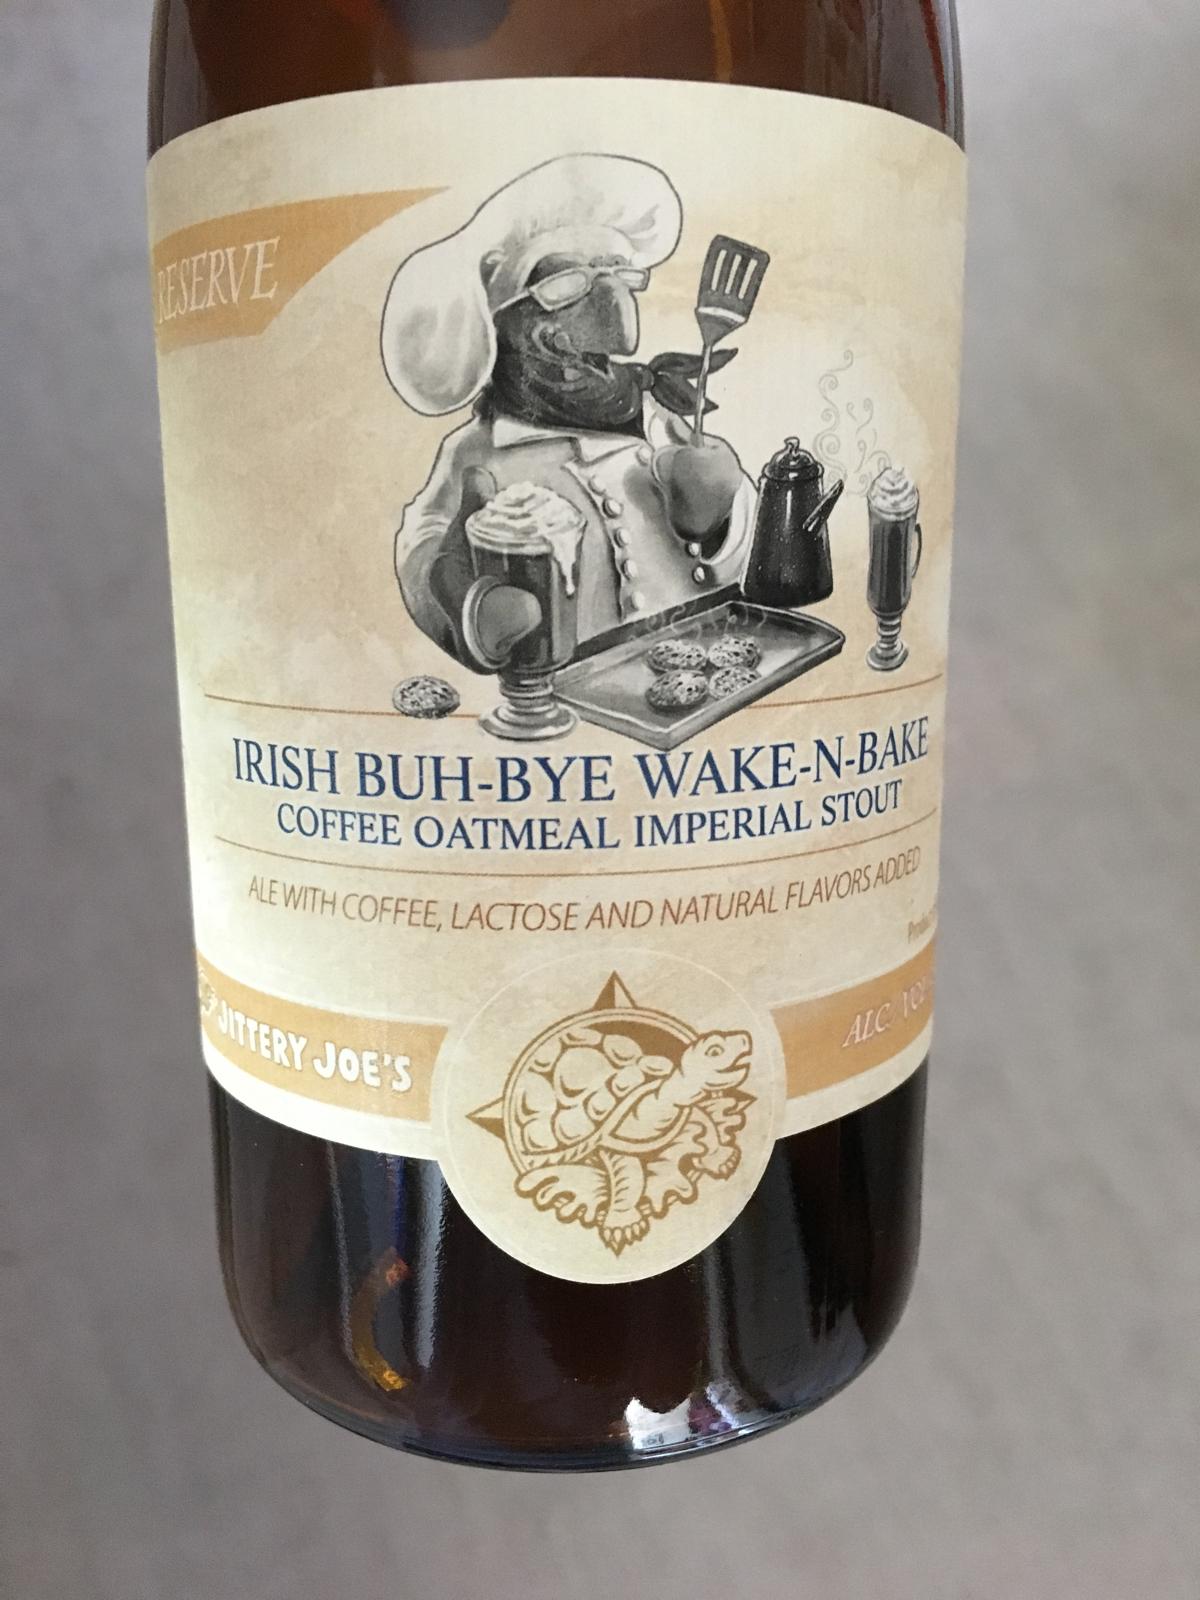 RESERVE
IRISH BUH-BYE WAKE-N-BAKE
COFFEE OATMEAL IMPERIAL STOUT
ALE WITH COFFEE, LACTOSE AND NATURAL FLAVORS ADDED
JITTERY JOE'S
ALC./VOL